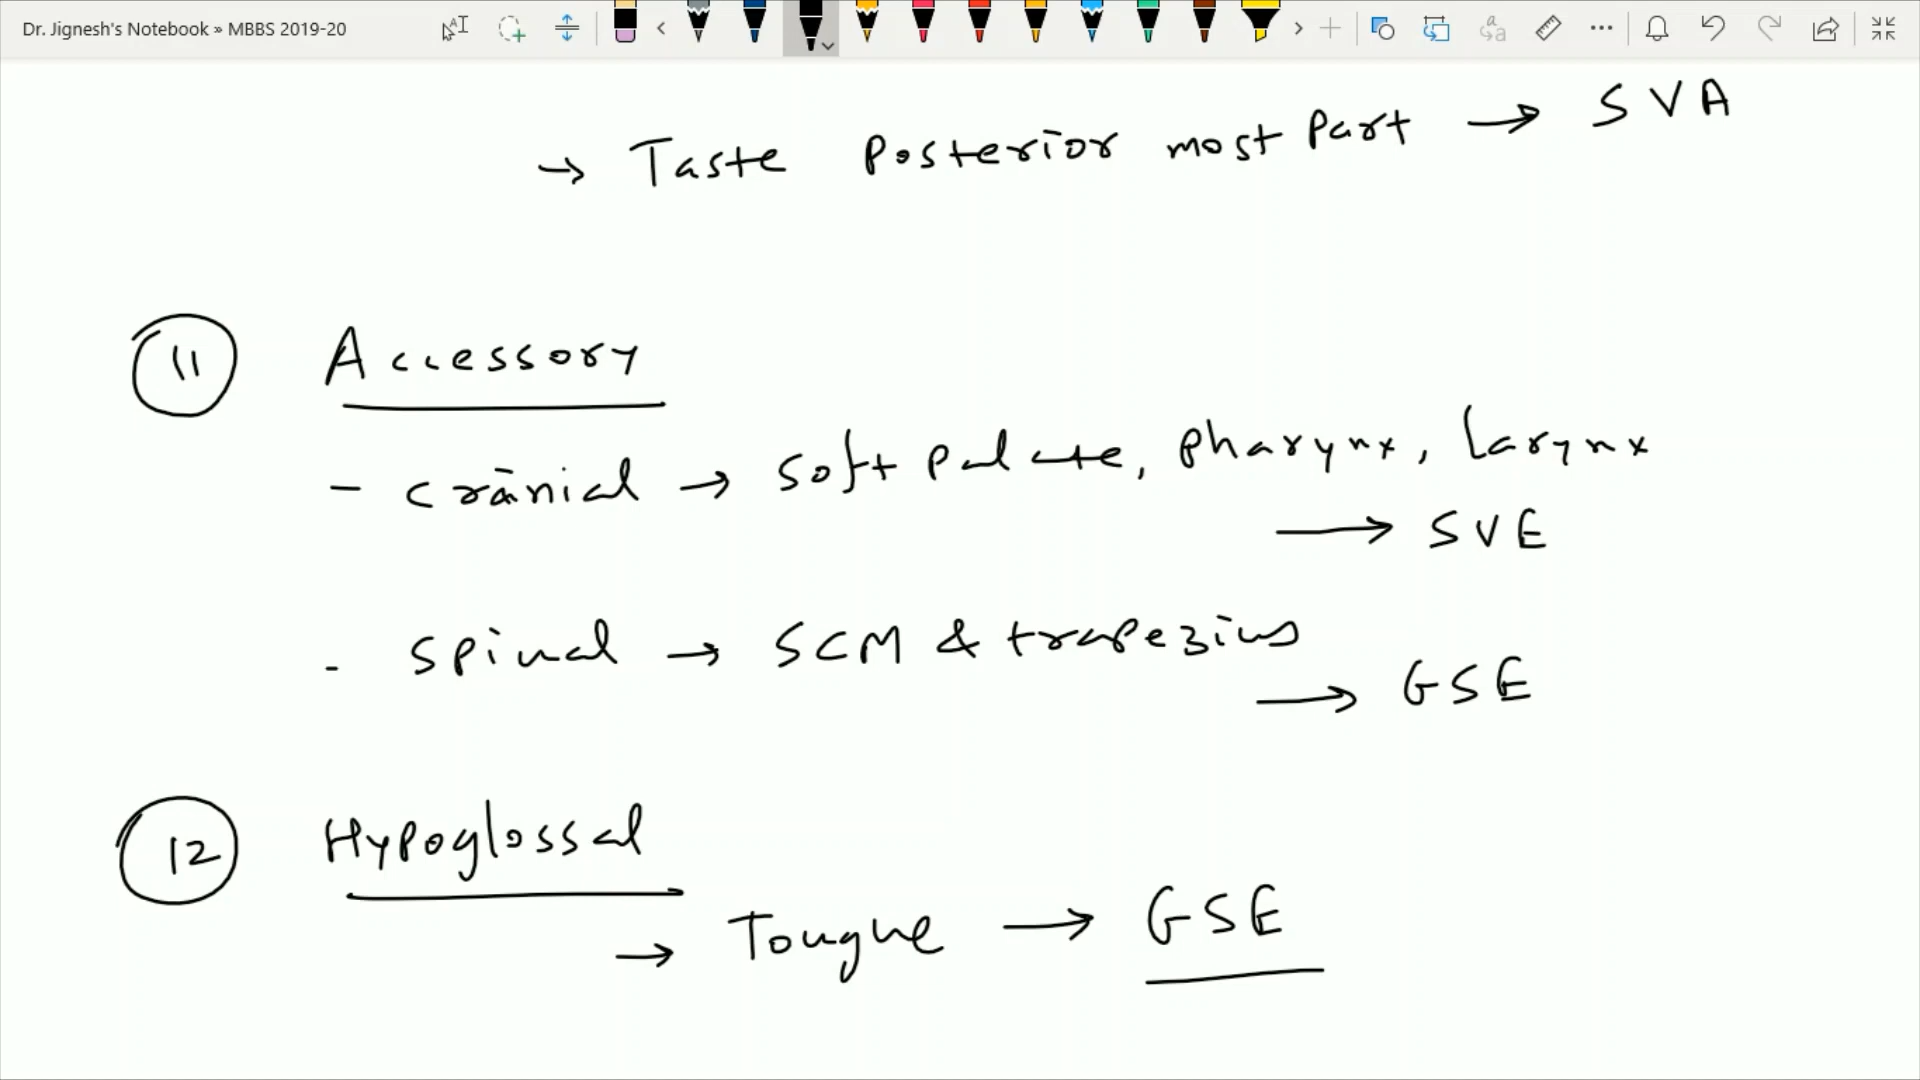 Dr. Jignesh's Notebook » MBBS 2019-20
→ Taste Posterior most Part → SVA
11 Accessory
- cranial → soft palate, pharynx, Larynx
→ SVE
- spinal → SCM & trapezius
→ GSE
12 Hypoglossal
→ Tongue → GSE